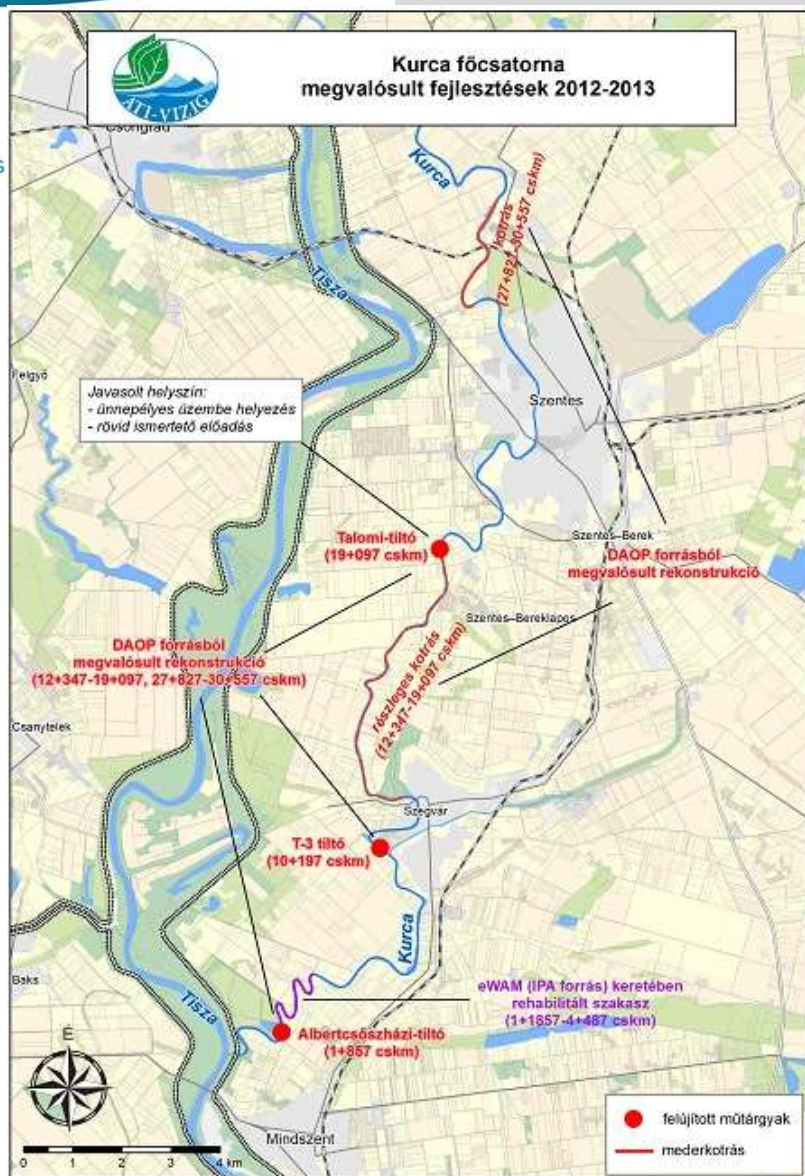 ATI-VIZIG
Kurca főcsatorna
megvalósult fejlesztések 2012-2013
s
Kurca
kotrás
(27+827-30+557 cskm)
Tisza
Felgyő
Javasolt helyszín:
- ünnepélyes üzembe helyezés
- rövid ismertető előadás
Szentes
Talomi-tiltó
(19+097 cskm)
Szentes–Berek
DAOP forrásból
megvalósult rekonstrukció
Szentes–Bereklapos
DAOP forrásból
megvalósult rekonstrukció
(12+347-19+097, 27+827-30+557 cskm)
részleges kotrás
(12+347-19+097 cskm)
Csanytelek
Szegvár
T-3 tiltó
(10+197 cskm)
Kurca
Baks
Tisza
eWAM (IPA forrás) keretében
rehabilitált szakasz
(1+1857-4+487 cskm)
Albertcsőszházi-tiltó
(1+857 cskm)
É
Mindszent
0 1 2 3 4 km
felújított műtárgyak
mederkotrás